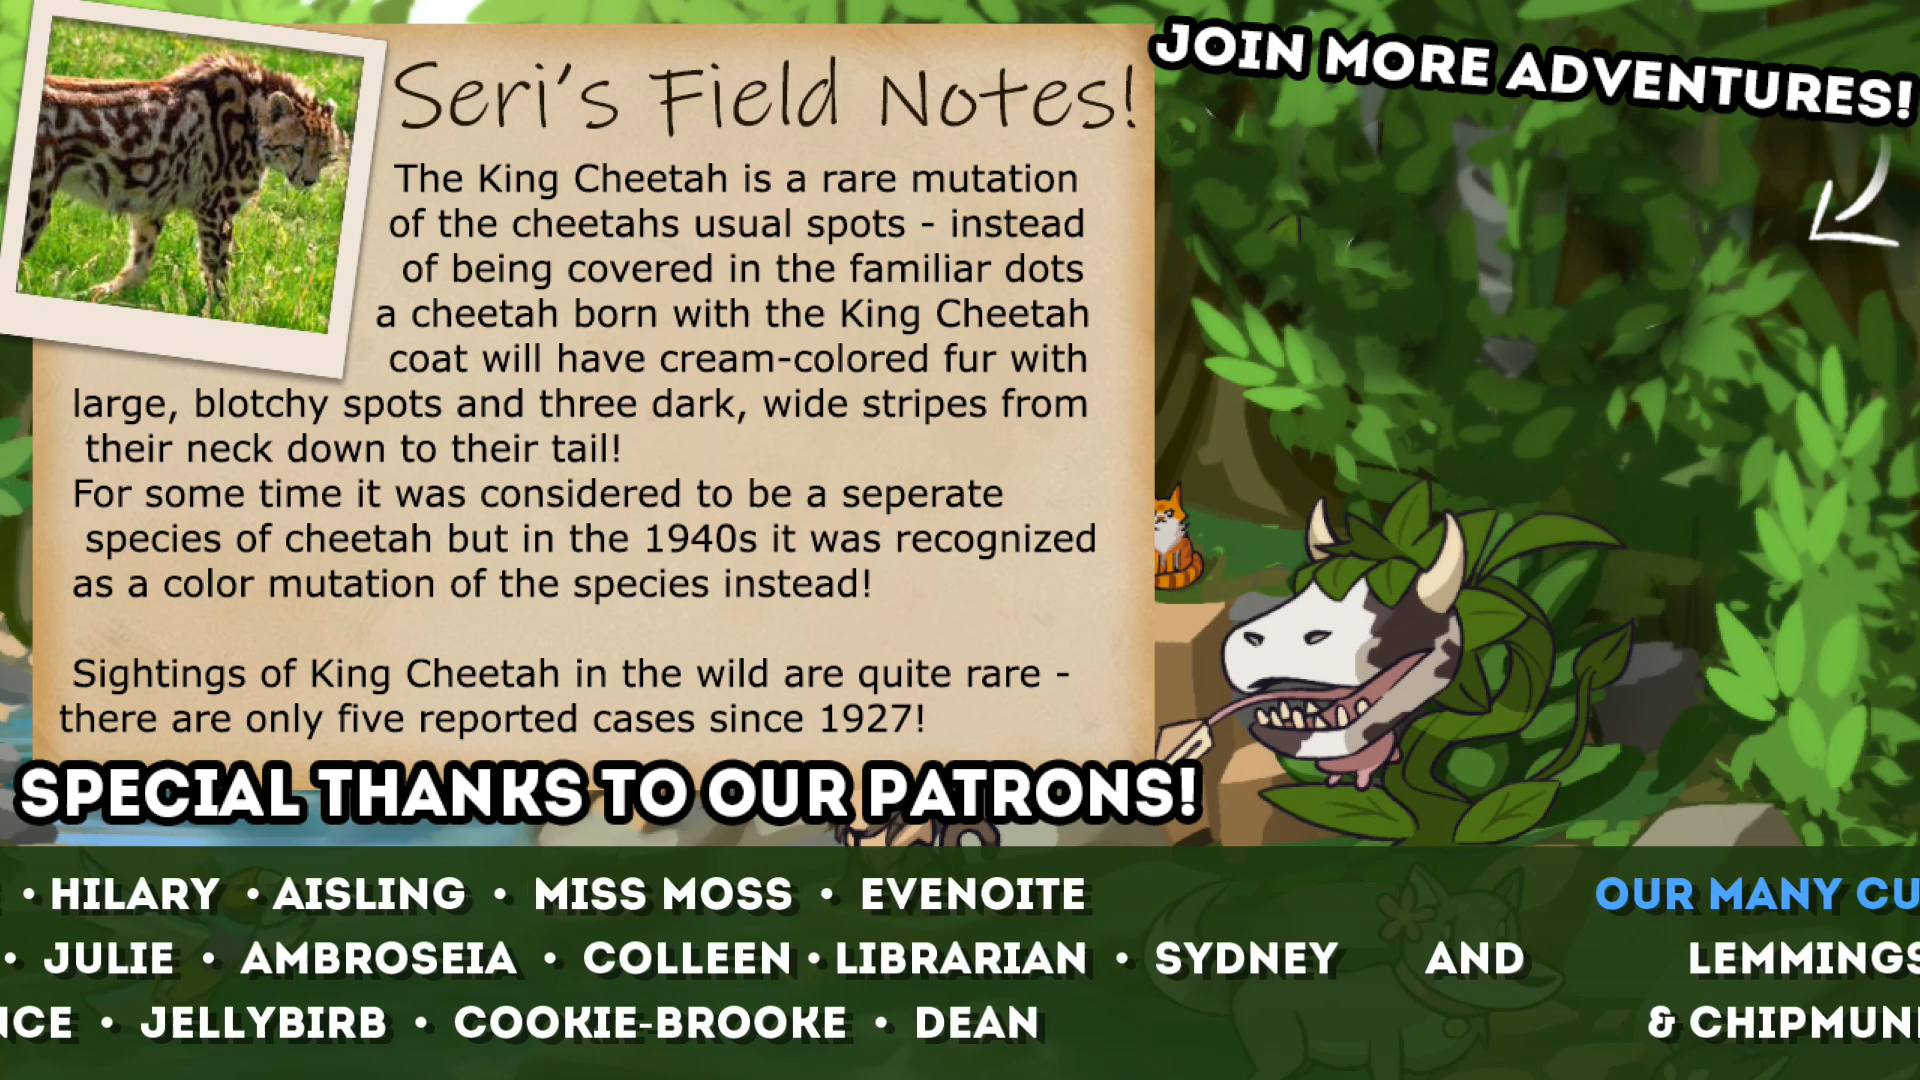 Seri's Field Notes!
JOIN MORE ADVENTURES!
The King Cheetah is a rare mutation
of the cheetahs usual spots - instead
of being covered in the familiar dots
a cheetah born with the King Cheetah
coat will have cream-colored fur with
large, blotchy spots and three dark, wide stripes from
their neck down to their tail!
For some time it was considered to be a seperate
species of cheetah but in the 1940s it was recognized
as a color mutation of the species instead!
Sightings of King Cheetah in the wild are quite rare -
there are only five reported cases since 1927!
SPECIAL THANKS TO OUR PATRONS!
• HILARY • AISLING • MISS MOSS • EVENOITE OUR MANY
• JULIE • AMBROSEIA • COLLEEN • LIBRARIAN • SYDNEY AND LEMMINGS
• JELLYBIRB • COOKIE-BROOKE • DEAN &